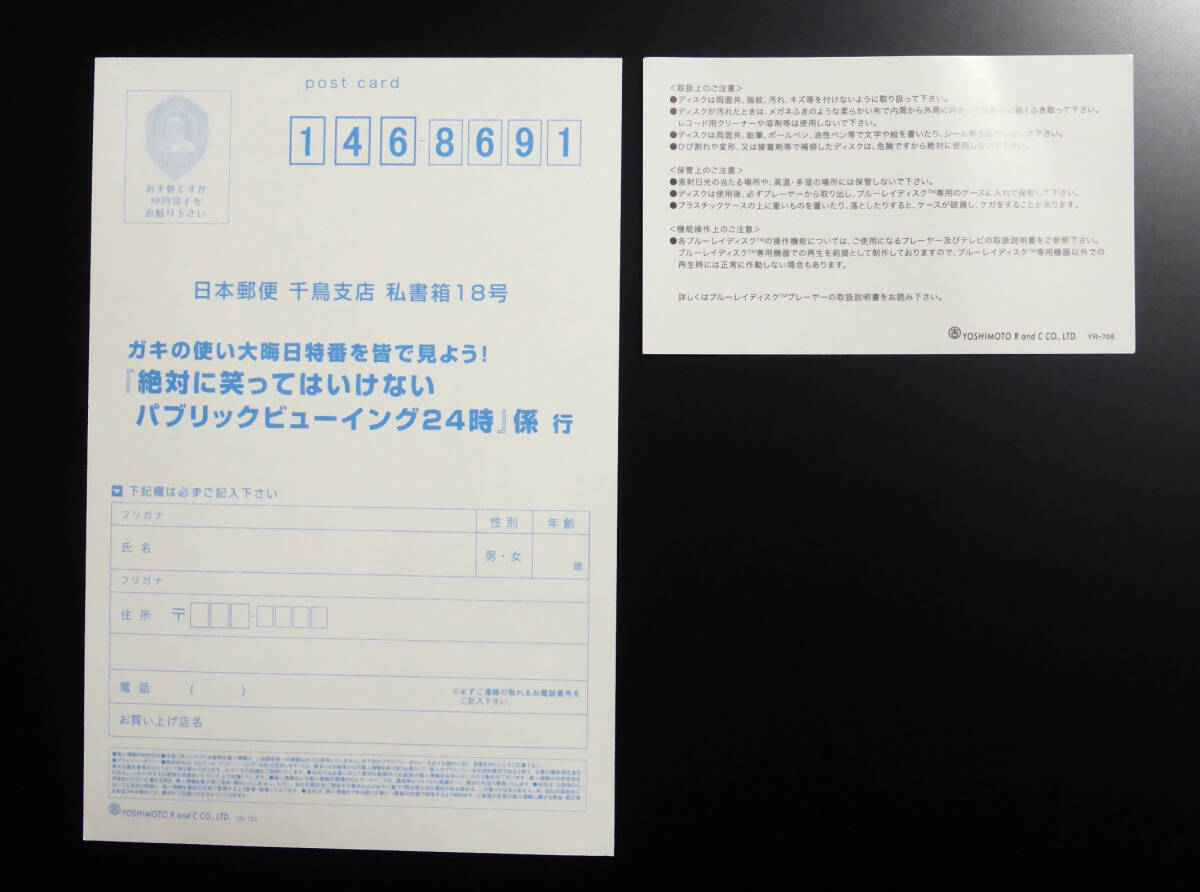 post card
146-8691
お手数ですが
50円切手を
お貼り下さい
日本郵便 千鳥支店 私書箱18号
ガキの使い大晦日特番を皆で見よう!
『絶対に笑ってはいけない
パブリックビューイング24時』係 行
下記欄は必ずご記入下さい
フリガナ
性別
年齢
氏名
男・女
歳
フリガナ
住所 〒
電話 ( )
※必ずご連絡の取れるお電話番号を
ご記入下さい。
お買い上げ店名
YOSHIMOTO R and C CO., LTD.
<取扱上のご注意>
●ディスクは両面共、指紋、汚れ、キズ等を付けないように取り扱って下さい。
●ディスクが汚れたときは、メガネふきのような柔らかい布で内周から外周に向かって放射状に軽くふき取って下さい。
レコード用クリーナーや溶剤等は使用しないで下さい。
●ディスクは両面共、鉛筆、ボールペン、油性ペン等で文字や絵を書いたり、シール等を貼付しないで下さい。
●ひび割れや変形、又は接着剤等で補修したディスクは、危険ですから絶対に使用しないで下さい。
<保管上のご注意>
●直射日光の当たる場所や、高温・多湿の場所には保管しないで下さい。
●ディスクは使用後、必ずプレーヤーから取り出し、ブルーレイディスク™専用のケースに入れて保管して下さい。
●プラスチックケースの上に重いものを置いたり、落としたりすると、ケースが破損し、ケガをすることがあります。
<機能操作上のご注意>
●各ブルーレイディスク™の操作機能については、ご使用になるプレーヤー及びテレビの取扱説明書をご参照下さい。
ブルーレイディスク™専用機器での再生を前提として制作しておりますので、ブルーレイディスク™専用機器以外での
再生時には正常に作動しない場合もあります。
詳しくはブルーレイディスク™プレーヤーの取扱説明書をお読み下さい。
YOSHIMOTO R and C CO., LTD. YR-708